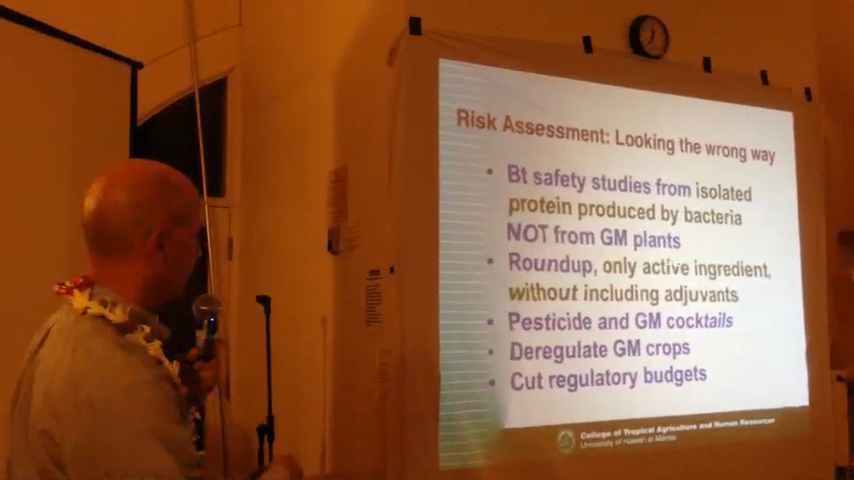 Risk Assessment: Looking the wrong way
• Bt safety studies from isolated
protein produced by bacteria
NOT from GM plants
• Roundup, only active ingredient,
without including adjuvants
• Pesticide and GM cocktails
• Deregulate GM crops
• Cut regulatory budgets
College of Tropical Agriculture and Human Resources
University of Hawai'i at Mānoa